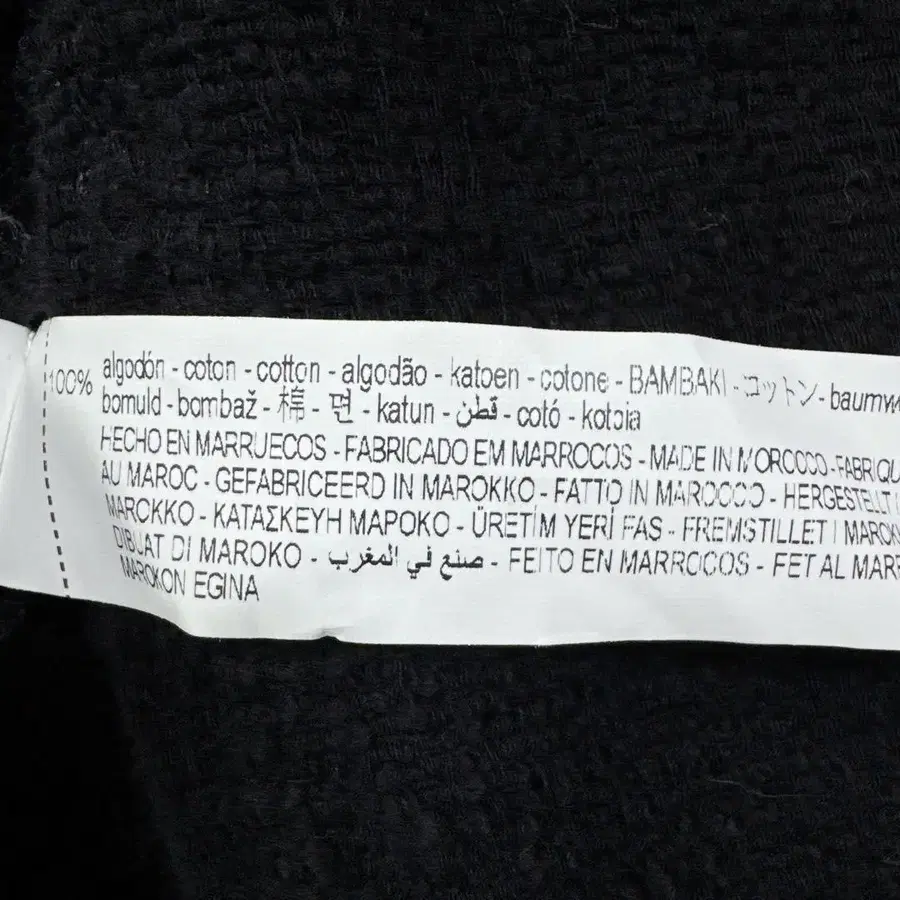 100% algodón - coton - cotton - algodão - katoen - cotone - BAMBAKI - コットン - baumw
bomuld - bombaž - 棉 - 면 - katun - قطن - cotó - kotoia
HECHO EN MARRUECOS - FABRICADO EM MARROCOS - MADE IN MOROCCO - FABRIQU
AU MAROC - GEFABRICEERD IN MAROKKO - FATTO IN MAROCCO - HERGESTELLT I
MAROKKO - ΚΑΤΑΣΚΕΥΗ ΜΑΡΟΚΟ - ÜRETİM YERİ FAS - FREMSTILLET I MAROK
DIBUAT DI MAROKO - صنع في المغرب - FEITO EN MARROCOS - FET AL MAR
MAROKON EGINA